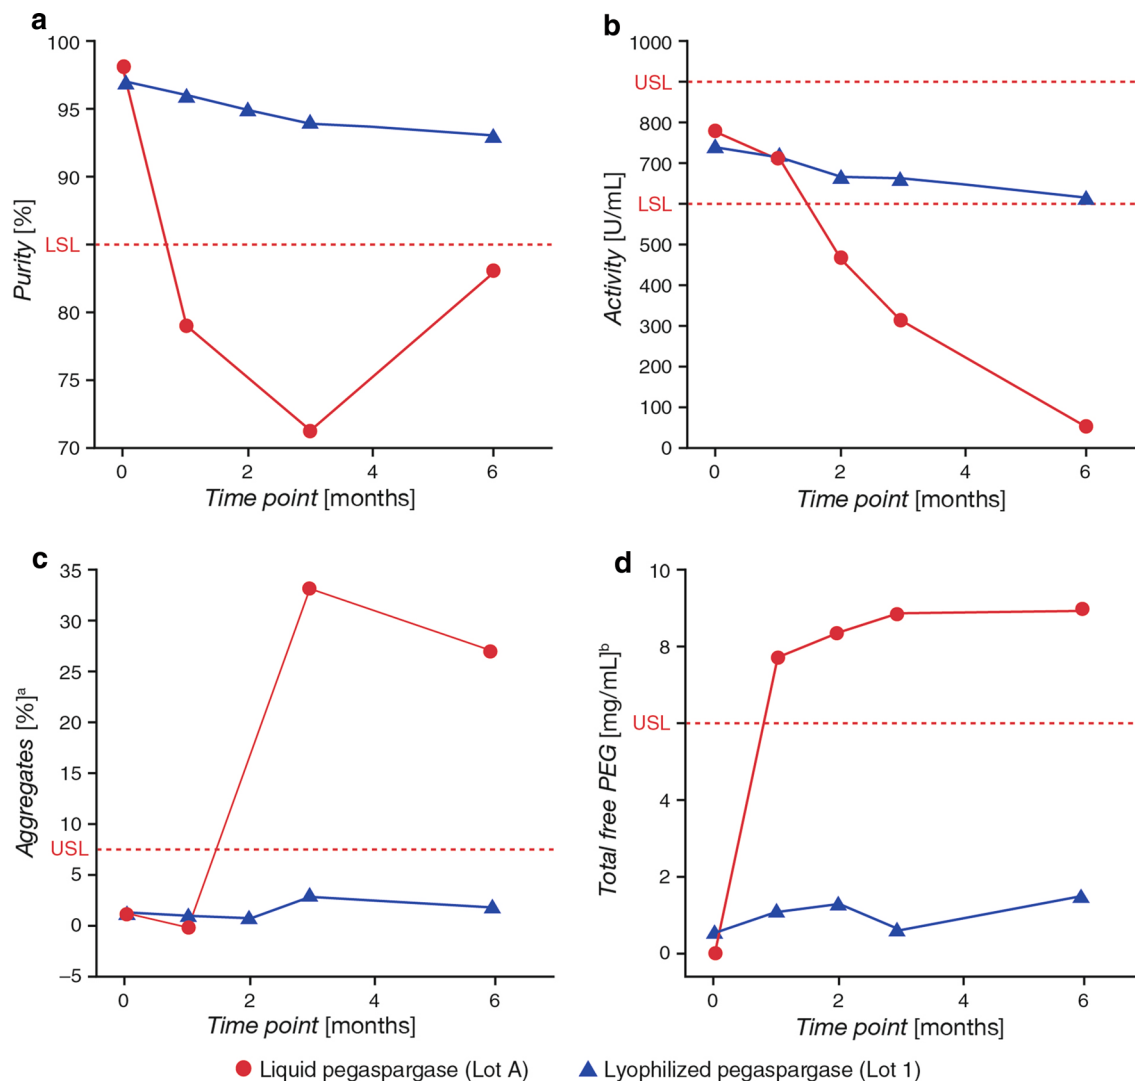 a
100
95
90
LSL
80
75
70
0 2 4 6
Purity [%]
Time point [months]
b
1000
USL
800
700
LSL
500
400
300
200
100
0
0 2 4 6
Activity [U/mL]
Time point [months]
c
35
30
25
20
15
10
USL
5
0
–5
0 2 4 6
Aggregates [%]a
Time point [months]
d
10
8
USL
4
2
0
0 2 4 6
Total free PEG [mg/mL]b
Time point [months]
Liquid pegaspargase (Lot A) Lyophilized pegaspargase (Lot 1)